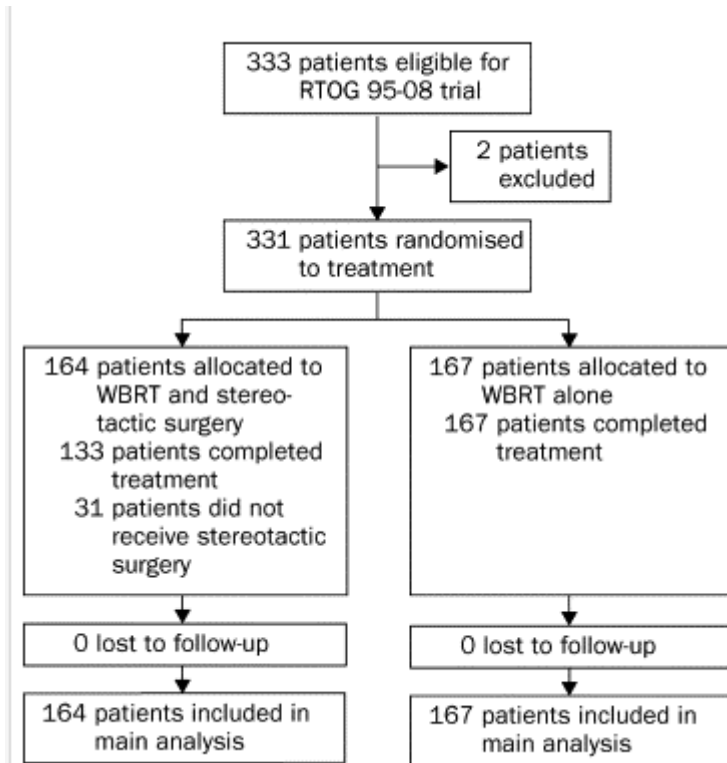 333 patients eligible for
RTOG 95-08 trial
2 patients
excluded
331 patients randomised
to treatment
164 patients allocated to
WBRT and stereo-
tactic surgery
133 patients completed
treatment
31 patients did not
receive stereotactic
surgery
167 patients allocated to
WBRT alone
167 patients completed
treatment
0 lost to follow-up
0 lost to follow-up
164 patients included in
main analysis
167 patients included in
main analysis